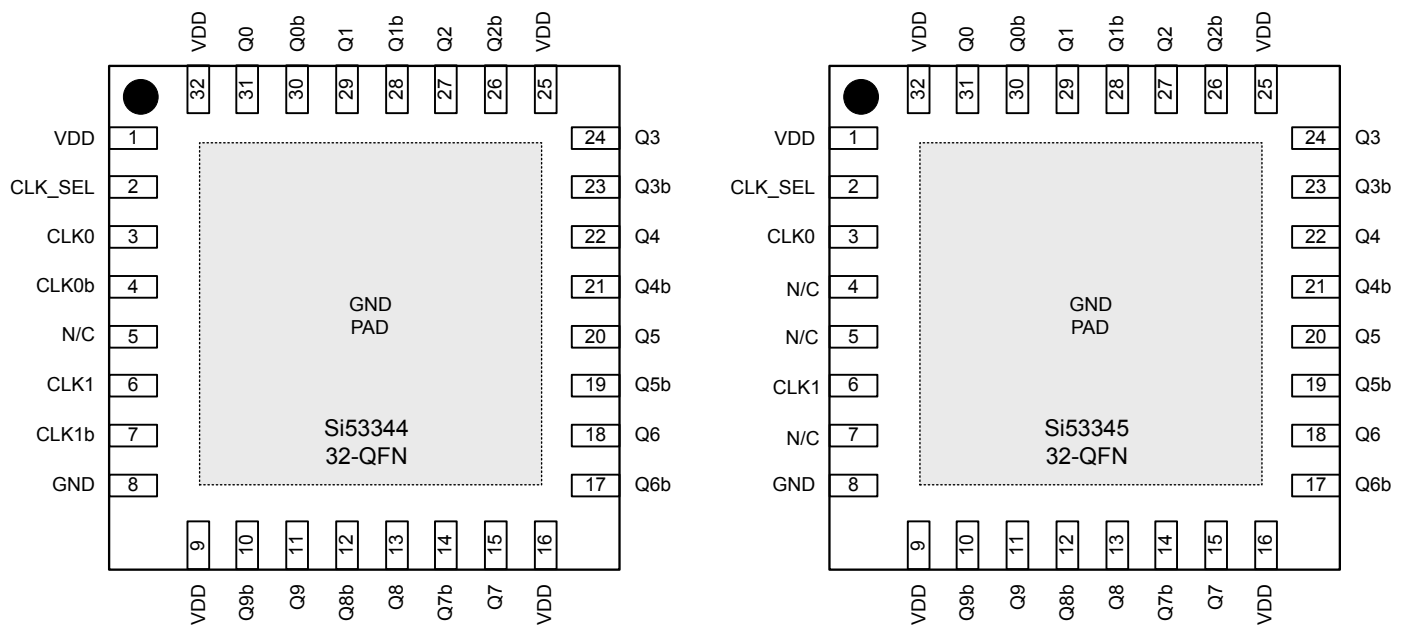 VDD Q0 Q0b Q1 Q1b Q2 Q2b VDD
32 31 30 29 28 27 26 25
VDD 1 24 Q3
CLK_SEL 2 23 Q3b
CLK0 3 22 Q4
CLK0b 4 21 Q4b
N/C 5 20 Q5
CLK1 6 19 Q5b
CLK1b 7 18 Q6
GND 8 17 Q6b
GND
PAD
Si53344
32-QFN
9 10 11 12 13 14 15 16
VDD Q9b Q9 Q8b Q8 Q7b Q7 VDD
VDD Q0 Q0b Q1 Q1b Q2 Q2b VDD
32 31 30 29 28 27 26 25
VDD 1 24 Q3
CLK_SEL 2 23 Q3b
CLK0 3 22 Q4
N/C 4 21 Q4b
N/C 5 20 Q5
CLK1 6 19 Q5b
N/C 7 18 Q6
GND 8 17 Q6b
GND
PAD
Si53345
32-QFN
9 10 11 12 13 14 15 16
VDD Q9b Q9 Q8b Q8 Q7b Q7 VDD